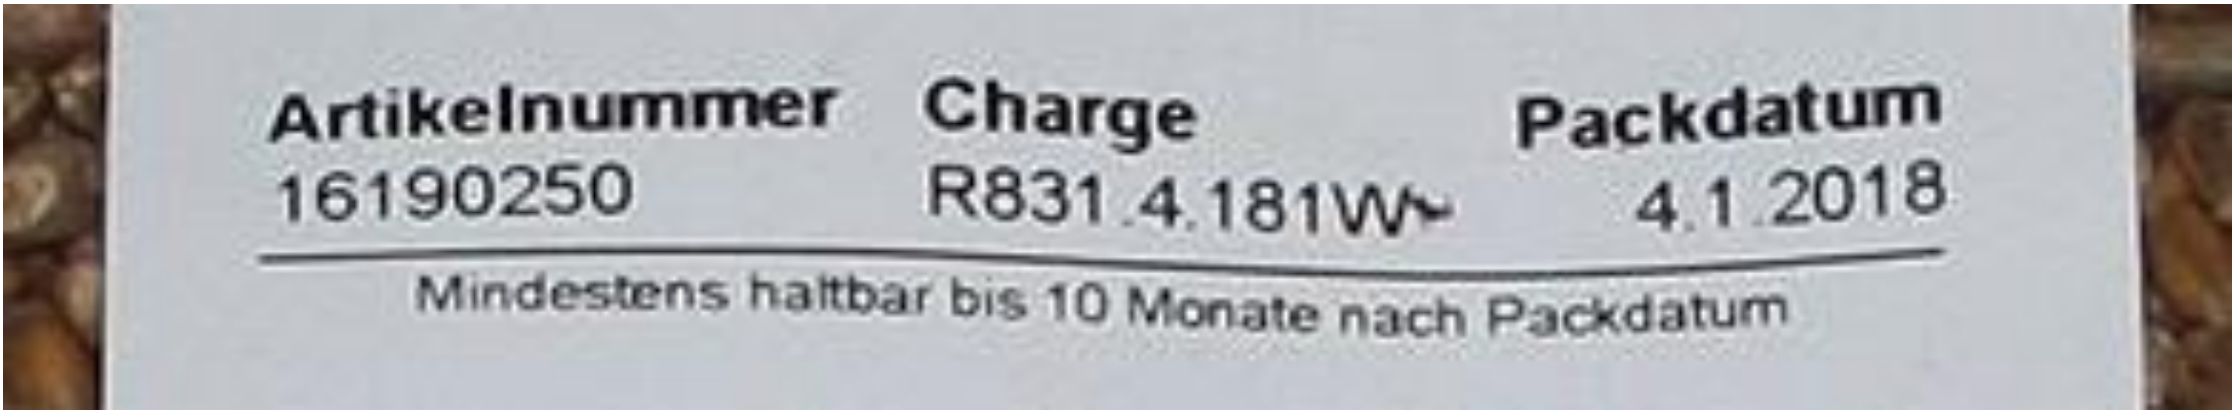 Artikelnummer Charge Packdatum
16190250 R831.4.181W 4.1.2018
Mindestens haltbar bis 10 Monate nach Packdatum